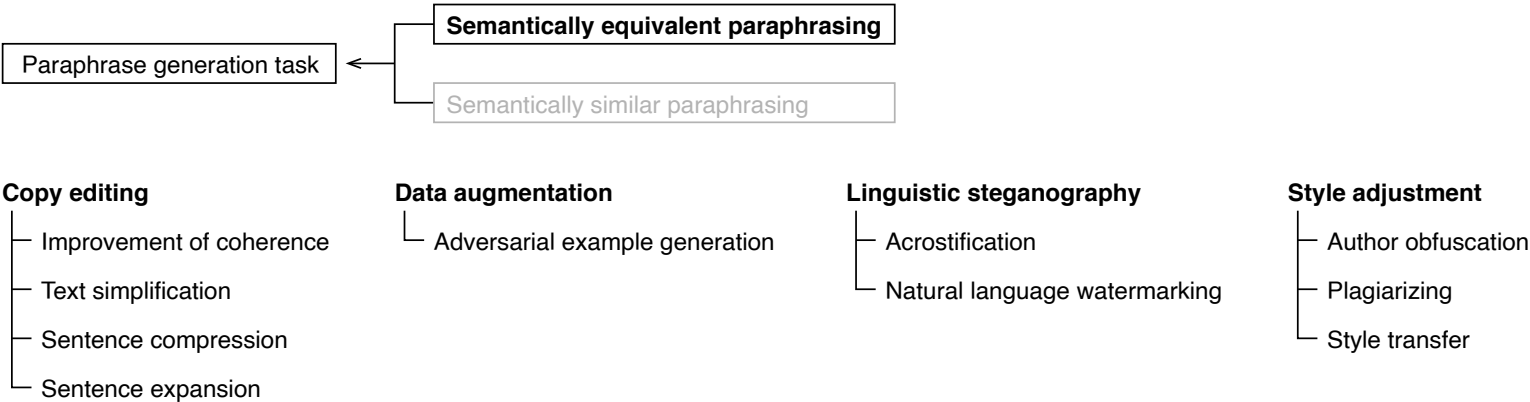 Semantically equivalent paraphrasing
Paraphrase generation task
Semantically similar paraphrasing
Copy editing
Improvement of coherence
Text simplification
Sentence compression
Sentence expansion
Data augmentation
Adversarial example generation
Linguistic steganography
Acrostification
Natural language watermarking
Style adjustment
Author obfuscation
Plagiarizing
Style transfer